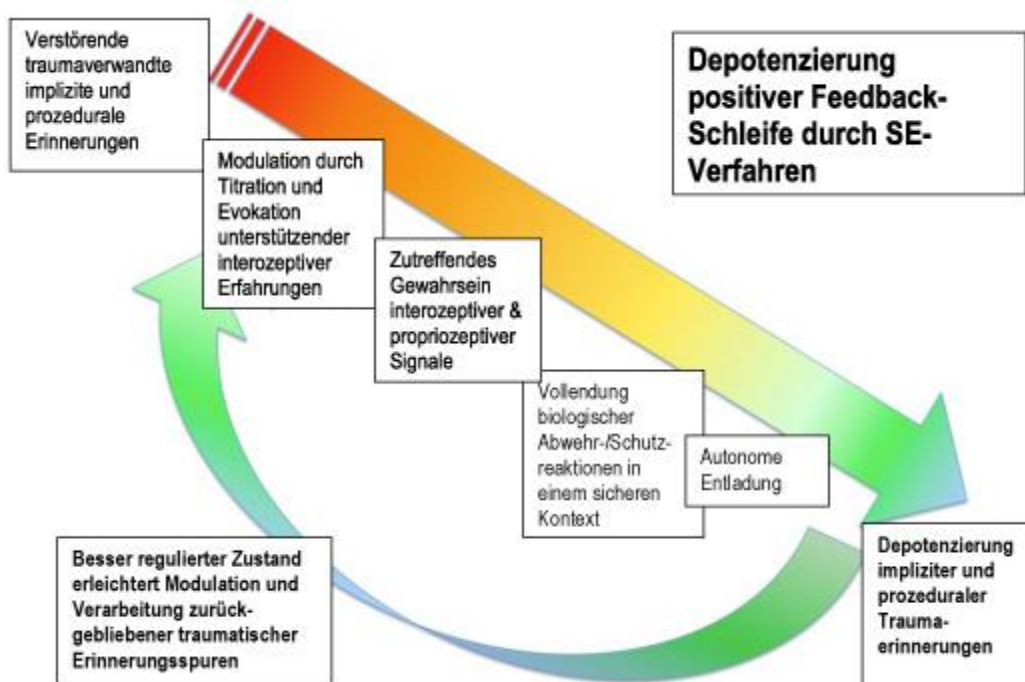 Verstörende
traumaverwandte
implizite und
prozedurale
Erinnerungen
Depotenzierung
positiver Feedback-
Schleife durch SE-
Verfahren
Modulation durch
Titration und
Evokation
unterstützender
interozeptiver
Erfahrungen
Zutreffendes
Gewahrsein
interozeptiver &
propriozeptiver
Signale
Vollendung
biologischer
Abwehr-/Schutz-
reaktionen in
einem sicheren
Kontext
Autonome
Entladung
Depotenzierung
impliziter und
prozeduraler
Trauma-
erinnerungen
Besser regulierter Zustand
erleichtert Modulation und
Verarbeitung zurück-
gebliebener traumatischer
Erinnerungsspuren